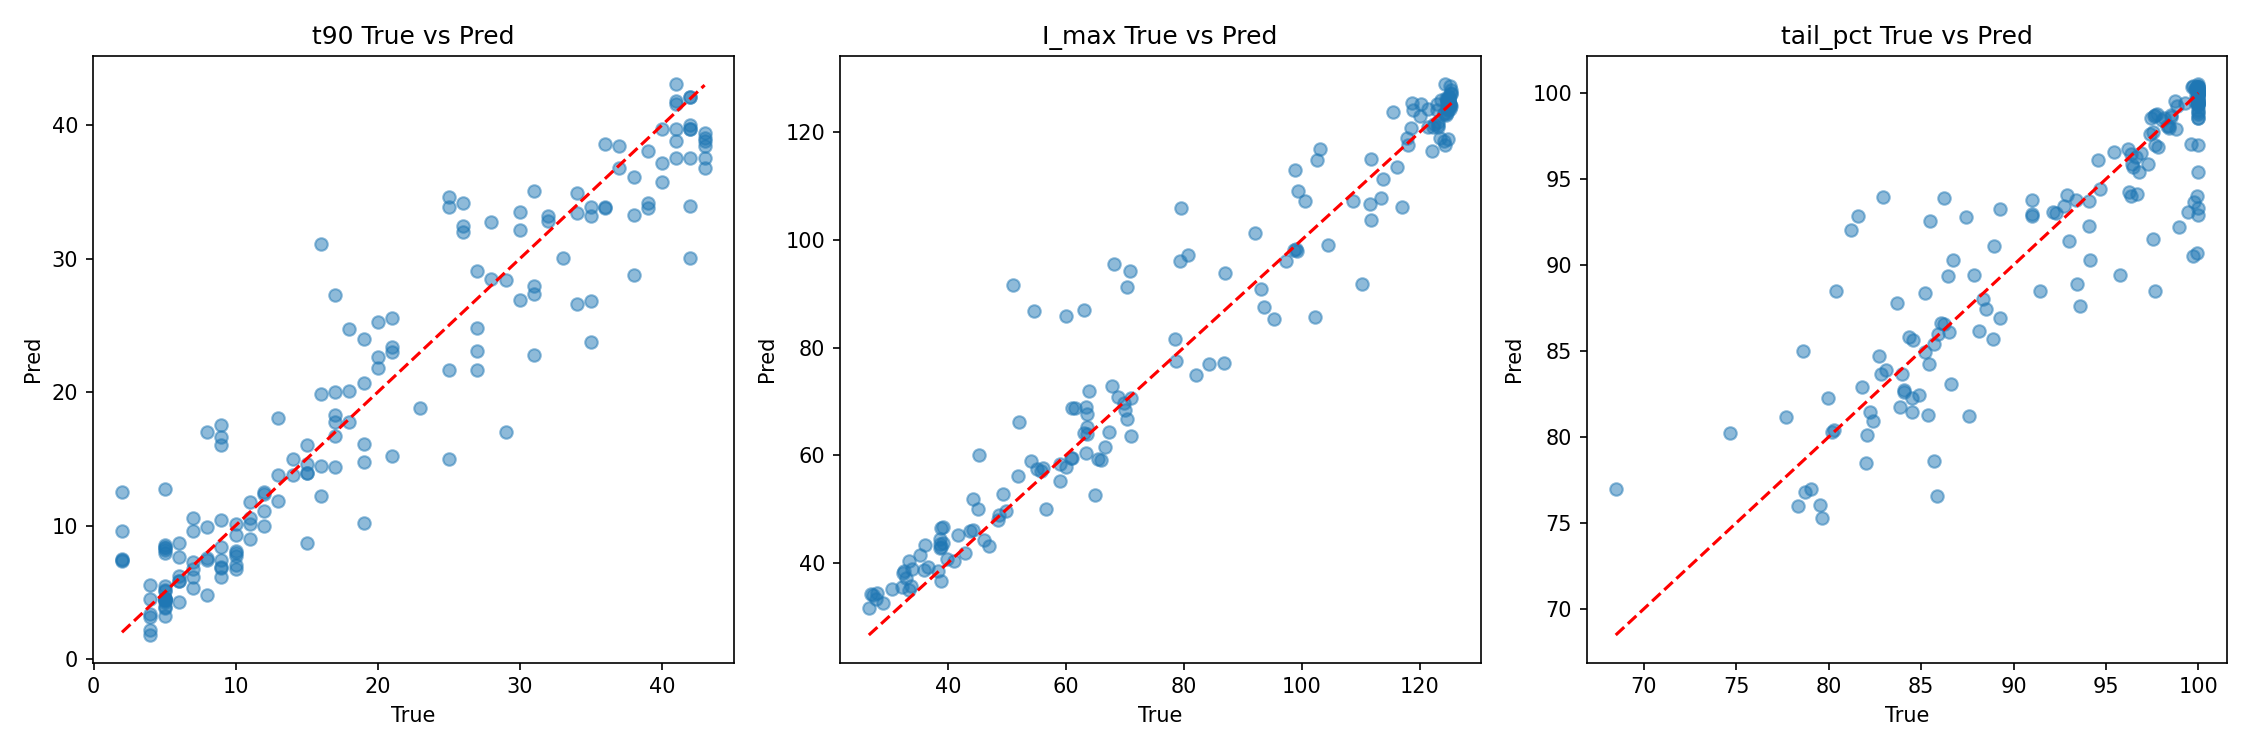 t90 True vs Pred
Pred
40
30
20
10
0
0 10 20 30 40
True
I_max True vs Pred
Pred
120
100
80
60
40
40 60 80 100 120
True
tail_pct True vs Pred
Pred
100
95
90
85
80
75
70
70 75 80 85 90 95 100
True